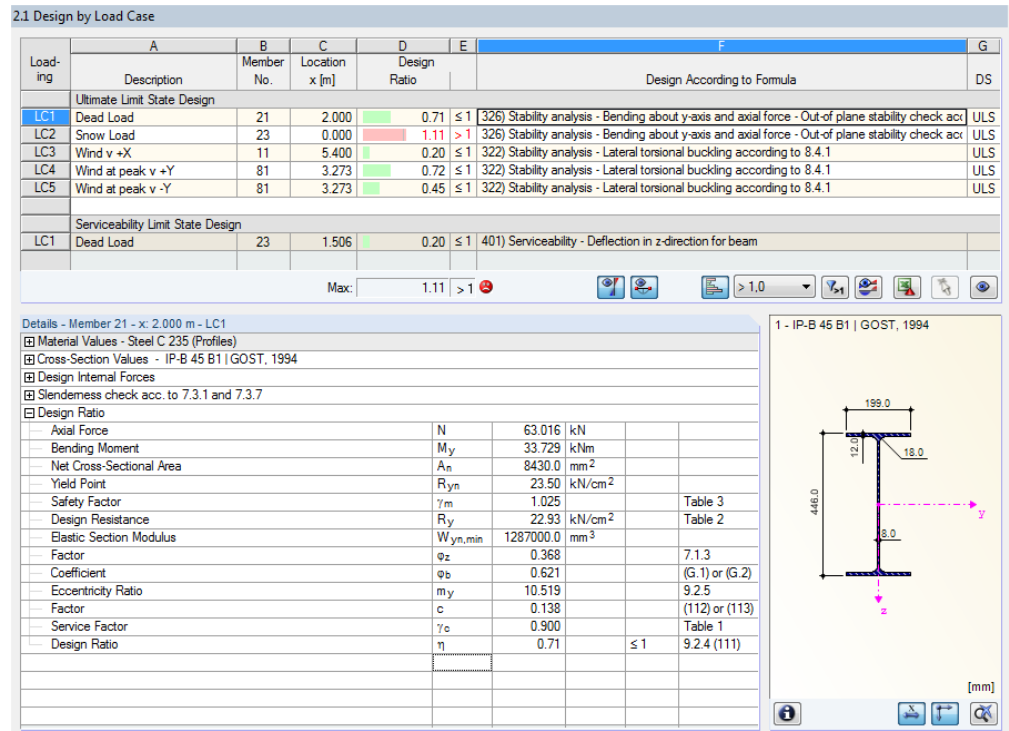 2.1 Design by Load Case
A B C D E F G
Load- Member Location Design
ing Description No. x [m] Ratio Design According to Formula DS
Ultimate Limit State Design
LC1 Dead Load 21 2.000 0.71 ≤ 1 326) Stability analysis - Bending about y-axis and axial force - Out-of plane stability check acc ULS
LC2 Snow Load 23 0.000 1.11 > 1 326) Stability analysis - Bending about y-axis and axial force - Out-of plane stability check acc ULS
LC3 Wind v +X 11 5.400 0.20 ≤ 1 322) Stability analysis - Lateral torsional buckling according to 8.4.1 ULS
LC4 Wind at peak v +Y 81 3.273 0.72 ≤ 1 322) Stability analysis - Lateral torsional buckling according to 8.4.1 ULS
LC5 Wind at peak v -Y 81 3.273 0.45 ≤ 1 322) Stability analysis - Lateral torsional buckling according to 8.4.1 ULS
Serviceability Limit State Design
LC1 Dead Load 23 1.506 0.20 ≤ 1 401) Serviceability - Deflection in z-direction for beam
Max: 1.11 > 1 > 1,0 >1
Details - Member 21 - x: 2.000 m - LC1
Material Values - Steel C 235 (Profiles)
Cross-Section Values - IP-B 45 B1 | GOST, 1994
Design Internal Forces
Slenderness check acc. to 7.3.1 and 7.3.7
Design Ratio
Axial Force N 63.016 kN
Bending Moment My 33.729 kNm
Net Cross-Sectional Area An 8430.0 mm²
Yield Point Ryn 23.50 kN/cm²
Safety Factor γm 1.025 Table 3
Design Resistance Ry 22.93 kN/cm² Table 2
Elastic Section Modulus Wyn,min 1287000.0 mm³
Factor φz 0.368 7.1.3
Coefficient φb 0.621 (G.1) or (G.2)
Eccentricity Ratio my 10.519 9.2.5
Factor c 0.138 (112) or (113)
Service Factor γc 0.900 Table 1
Design Ratio η 0.71 ≤ 1 9.2.4 (111)
1 - IP-B 45 B1 | GOST, 1994
199.0
12.0
18.0
446.0
y
8.0
z
[mm]